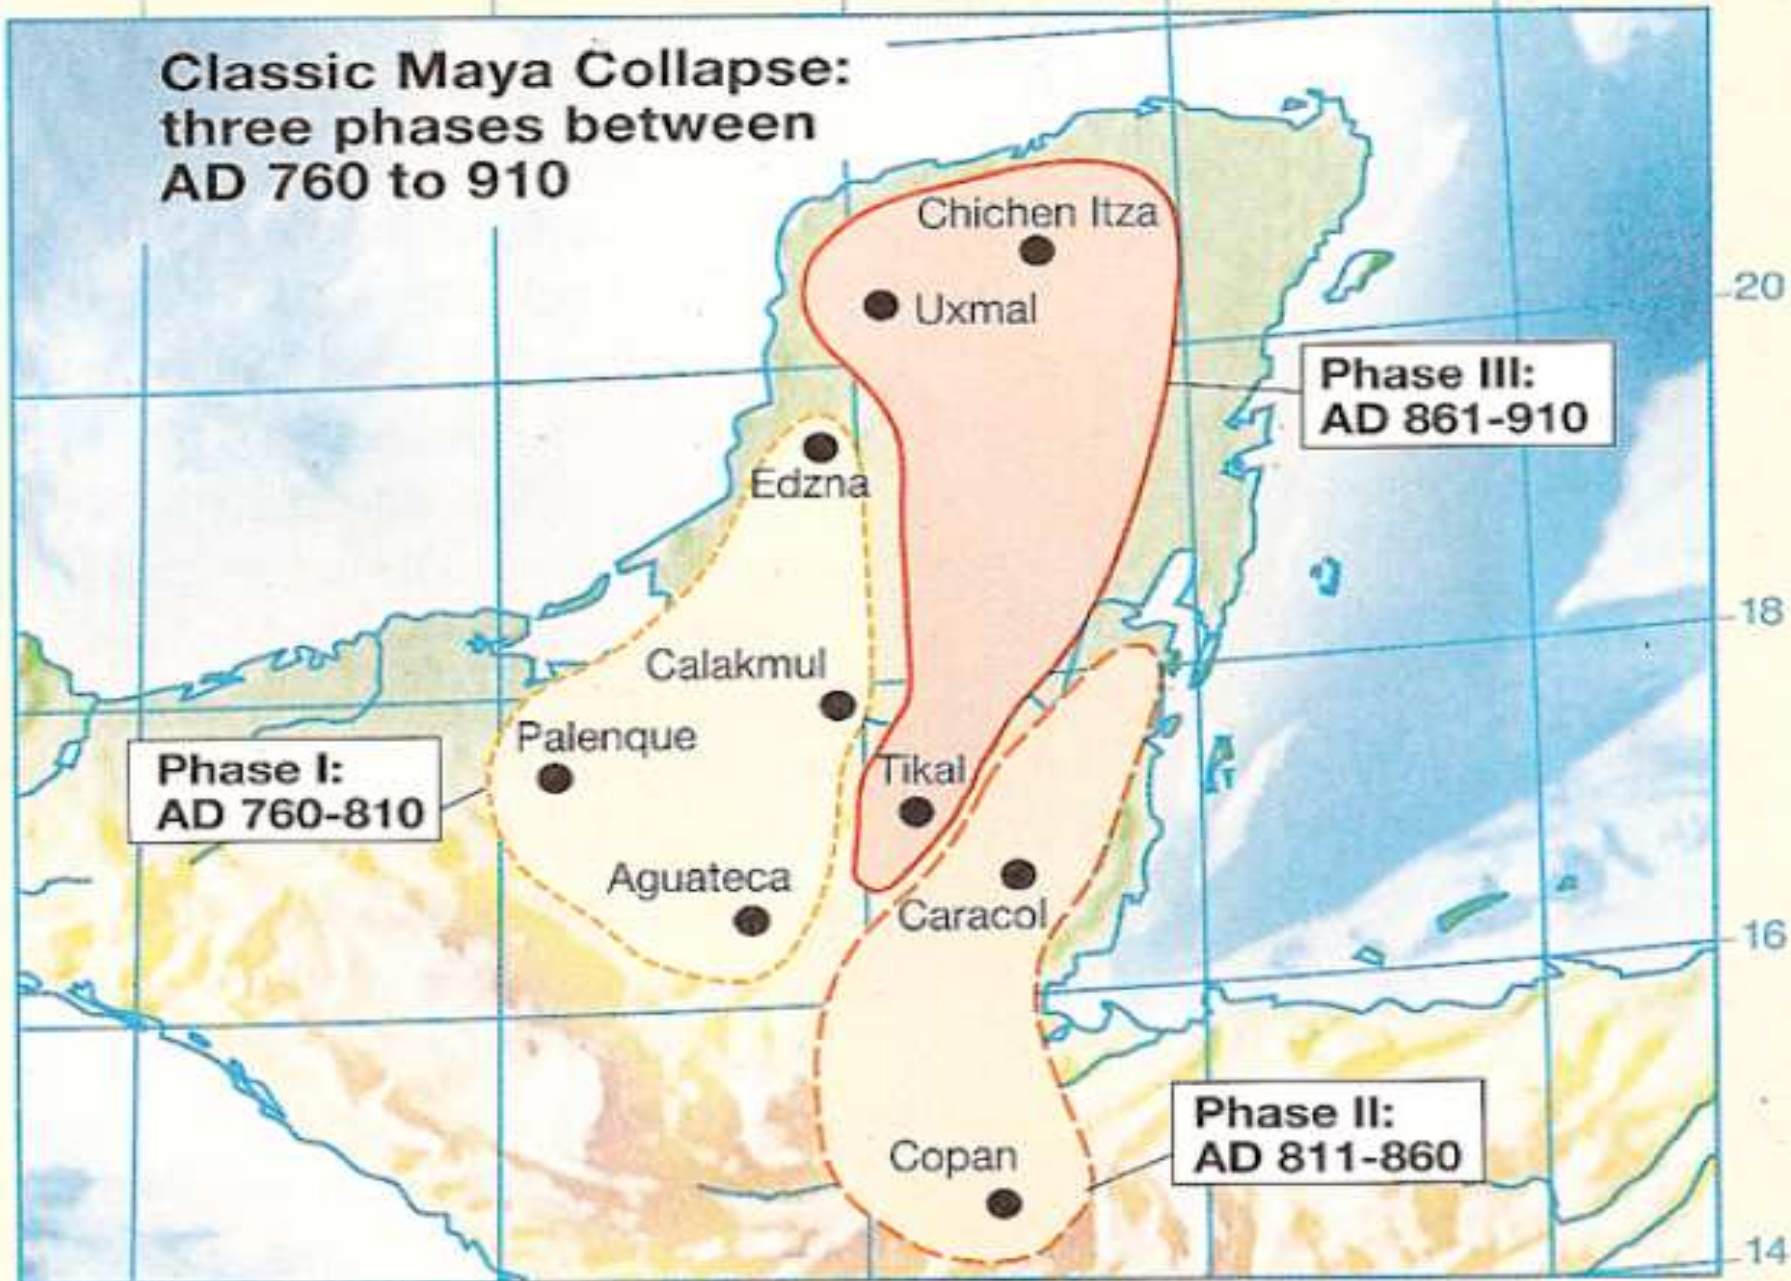 Classic Maya Collapse:
three phases between
AD 760 to 910
Chichen Itza
Uxmal
20
Phase III:
AD 861-910
Edzna
18
Calakmul
Palenque
Phase I:
AD 760-810
Tikal
Aguateca
Caracol
16
Phase II:
AD 811-860
Copan
14